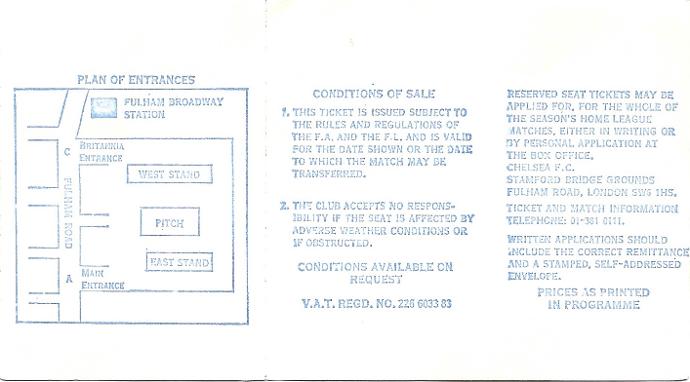 PLAN OF ENTRANCES
FULHAM BROADWAY
STATION
C
BRITANNIA
ENTRANCE
WEST STAND
FULHAM ROAD
PITCH
EAST STAND
A
MAIN
ENTRANCE
CONDITIONS OF SALE
1. THIS TICKET IS ISSUED SUBJECT TO
THE RULES AND REGULATIONS OF
THE F.A. AND THE F.L. AND IS VALID
FOR THE DATE SHOWN OR THE DATE
TO WHICH THE MATCH MAY BE
TRANSFERRED.
2. THE CLUB ACCEPTS NO RESPONS-
IBILITY IF THE SEAT IS AFFECTED BY
ADVERSE WEATHER CONDITIONS OR
IF OBSTRUCTED.
CONDITIONS AVAILABLE ON
REQUEST
V.A.T. REGD. NO. 226 6033 83
RESERVED SEAT TICKETS MAY BE
APPLIED FOR, FOR THE WHOLE OF
THE SEASON'S HOME LEAGUE
MATCHES, EITHER IN WRITING OR
BY PERSONAL APPLICATION AT
THE BOX OFFICE.
CHELSEA F.C.
STAMFORD BRIDGE GROUNDS
FULHAM ROAD, LONDON SW6 1HS.
TICKET AND MATCH INFORMATION
TELEPHONE: 01-381 0111.
WRITTEN APPLICATIONS SHOULD
INCLUDE THE CORRECT REMITTANCE
AND A STAMPED, SELF-ADDRESSED
ENVELOPE.
PRICES AS PRINTED
IN PROGRAMME